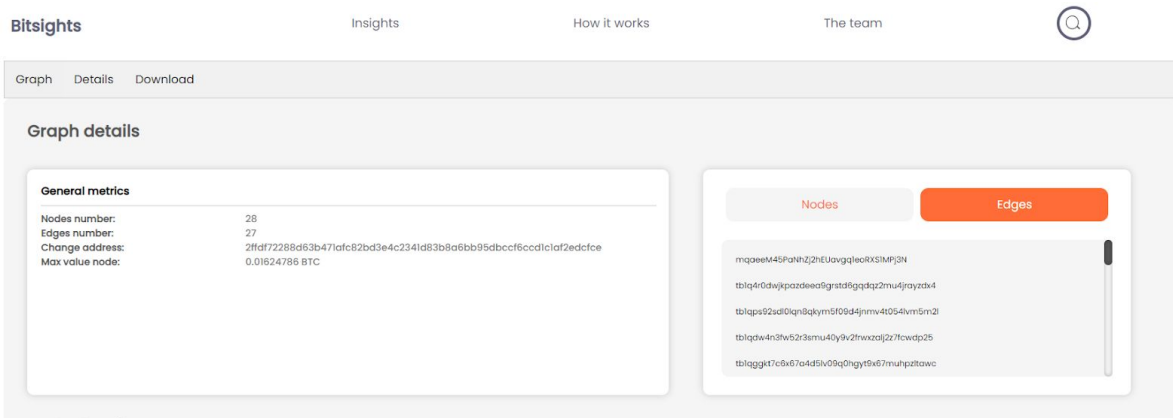 Bitsights Insights How it works The team
Graph Details Download
Graph details
General metrics
Nodes number: 28
Edges number: 27
Change address: 2ffdf72288d63b471afc82bd3e4c2341d83b8a6bb95dbccf6ccd1c1af2edcfce
Max value node: 0.01624786 BTC
Nodes Edges
mqaeeM45PaNhZj2hEUavgq1eoRXS1MPj3N
tb1q4r0dwjkpazdeea9grstd6gqdqz2mu4jrayzdx4
tb1qps92sdl0lqn8qkym5f09d4jnmv4t054lvm5m2l
tb1qdw4n3fw52r3smu40y9v2frwxzalj2z7fcwdp25
tb1qggkt7c6x67a4d5lv09q0hgyt9x67muhpzltawc